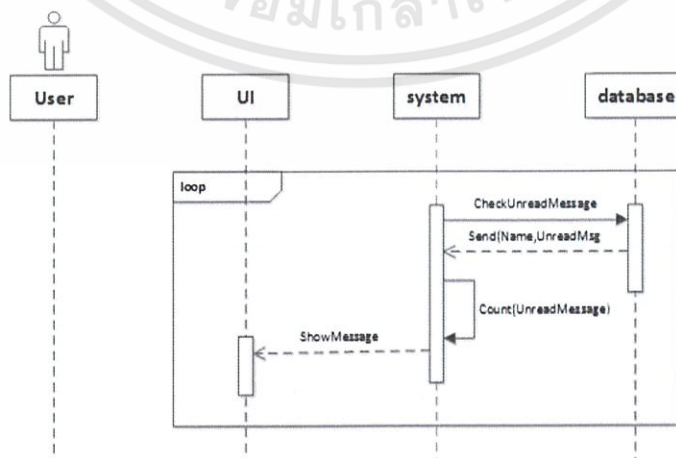 User
UI
system
database
loop
CheckUnreadMessage
Send(Name,UnreadMsg
Count(UnreadMessage)
ShowMessage